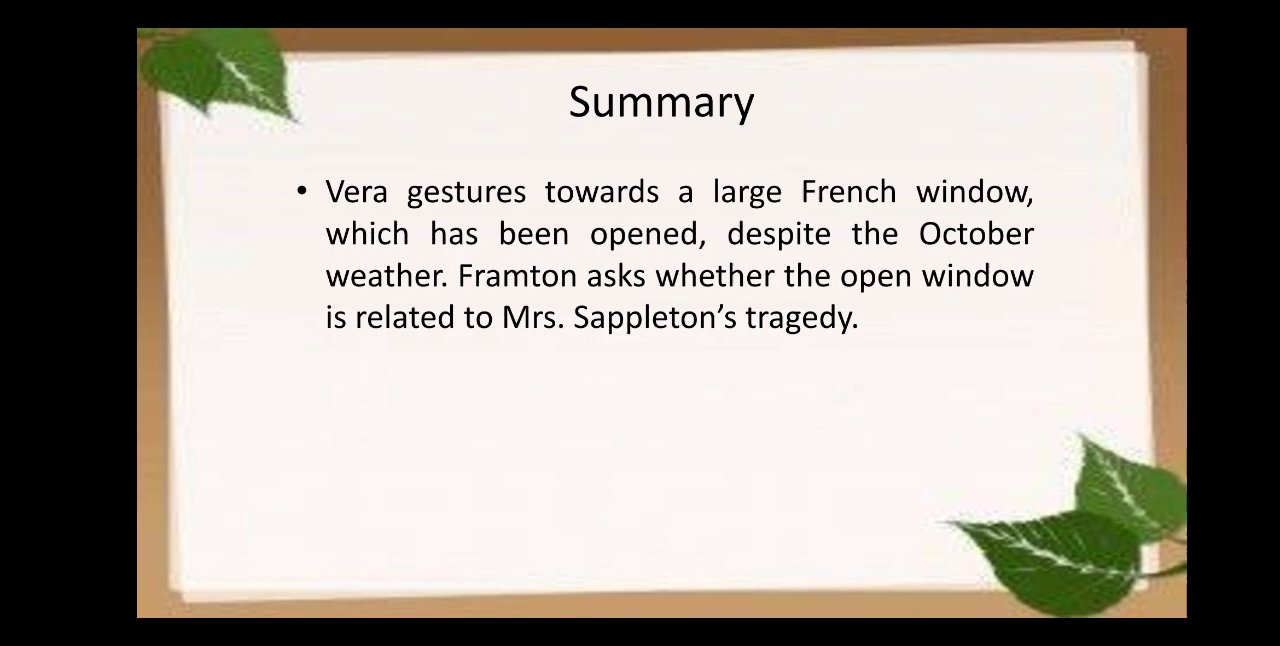 Summary
• Vera gestures towards a large French window,
which has been opened, despite the October
weather. Framton asks whether the open window
is related to Mrs. Sappleton’s tragedy.